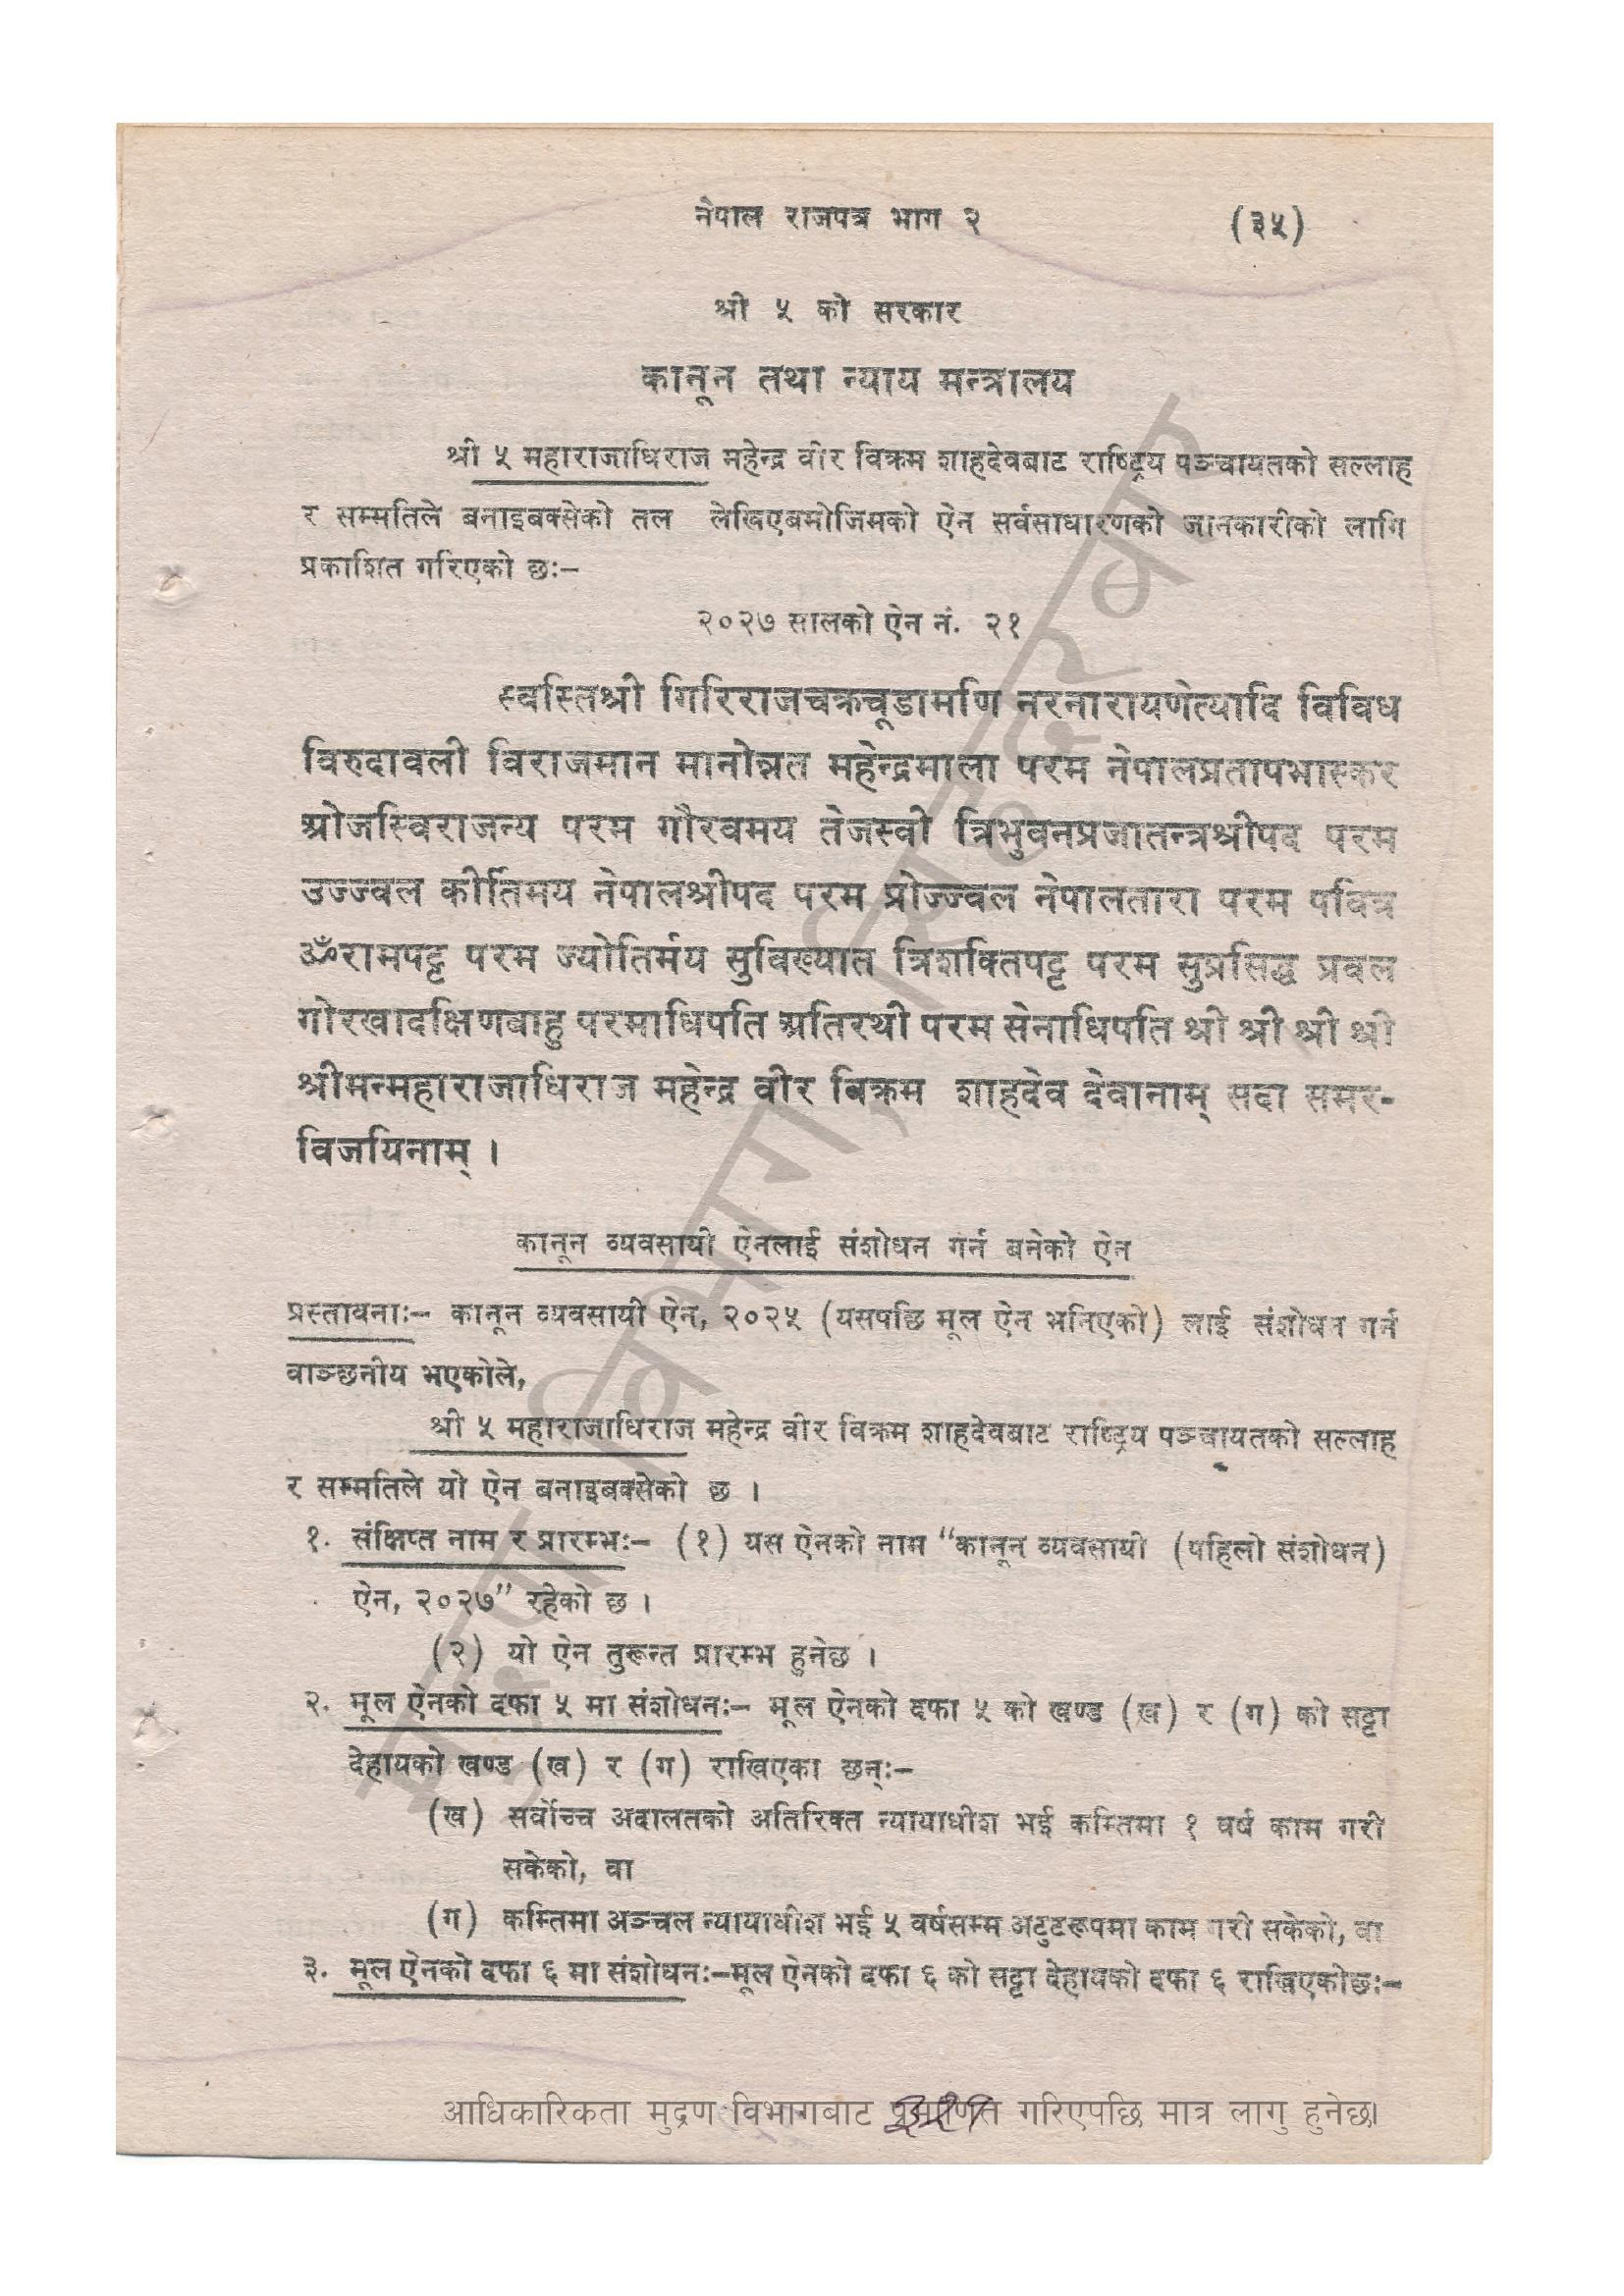 नेपाल राजपत्र भाग २ (३५)
श्री ५ को सरकार
कानून तथा न्याय मन्त्रालय
श्री ५ महाराजाधिराज महेन्द्र वीर विक्रम शाहदेवबाट राष्ट्रिय पञ्चायतको सल्लाह
र सम्मतिले बनाइबक्सेको तल लेखिएबमोजिमको ऐन सर्वसाधारणको जानकारीको लागि
प्रकाशित गरिएको छः–
२०२७ सालको ऐन नं. २१
स्वस्तिश्री गिरिराजचक्रचूडामणि नरनारायणेत्यादि विविध
विरुदावली विराजमान मानोन्नत महेन्द्रमाला परम नेपालप्रतापभास्कर
ओजस्विराजन्य परम गौरवमय तेजस्वी त्रिभुवनप्रजातन्त्रश्रीपद परम
उज्ज्वल कीर्तिमय नेपालश्रीपद परम प्रोज्ज्वल नेपालतारा परम पवित्र
ॐरामपट्ट परम ज्योतिर्मय सुविख्यात त्रिशक्तिपट्ट परम सुप्रसिद्ध प्रवल
गोरखादक्षिणबाहु परमाधिपति अतिरथी परम सेनाधिपति श्री श्री श्री श्री
श्रीमन्महाराजाधिराज महेन्द्र वीर विक्रम शाहदेव देवानाम् सदा समर-
विजयिनाम् ।
कानून व्यवसायी ऐनलाई संशोधन गर्न बनेको ऐन
प्रस्तावनाः– कानून व्यवसायी ऐन, २०२५ (यसपछि मूल ऐन भनिएको) लाई संशोधन गर्न
वाञ्छनीय भएकोले,
श्री ५ महाराजाधिराज महेन्द्र वीर विक्रम शाहदेवबाट राष्ट्रिय पञ्चायतको सल्लाह
र सम्मतिले यो ऐन बनाइबक्सेको छ ।
१. संक्षिप्त नाम र प्रारम्भः– (१) यस ऐनको नाम “कानून व्यवसायी (पहिलो संशोधन)
ऐन, २०२७” रहेको छ ।
(२) यो ऐन तुरून्त प्रारम्भ हुनेछ ।
२. मूल ऐनको दफा ५ मा संशोधनः– मूल ऐनको दफा ५ को खण्ड (ख) र (ग) को सट्टा
देहायको खण्ड (ख) र (ग) राखिएका छन्ः–
(ख) सर्वोच्च अदालतको अतिरिक्त न्यायाधीश भई कम्तिमा १ वर्ष काम गरी
सकेको, वा
(ग) कम्तिमा अञ्चल न्यायाधीश भई ५ वर्षसम्म अटुटरूपमा काम गरी सकेको, वा
३. मूल ऐनको दफा ६ मा संशोधनः–मूल ऐनको दफा ६ को सट्टा देहायको दफा ६ राखिएकोछः–
मुद्रण विभाग, सिंहदरबार
आधिकारिकता मुद्रण विभागबाट प्रमाणित गरिएपछि मात्र लागु हुनेछ।